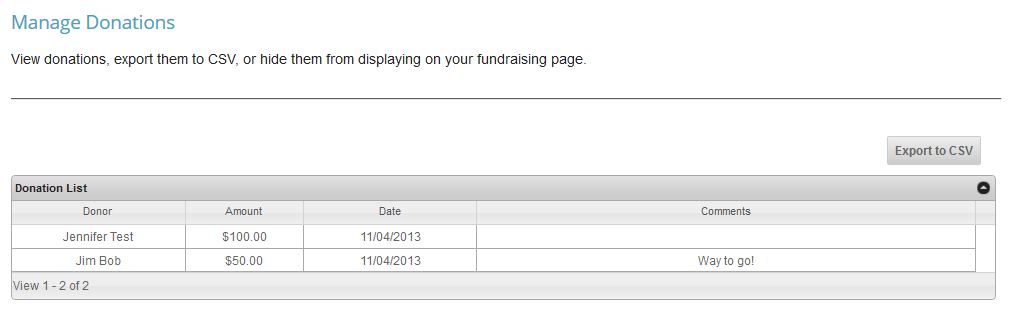 Manage Donations
View donations, export them to CSV, or hide them from displaying on your fundraising page.
Export to CSV
Donation List
Donor Amount Date Comments
Jennifer Test $100.00 11/04/2013
Jim Bob $50.00 11/04/2013 Way to go!
View 1 - 2 of 2